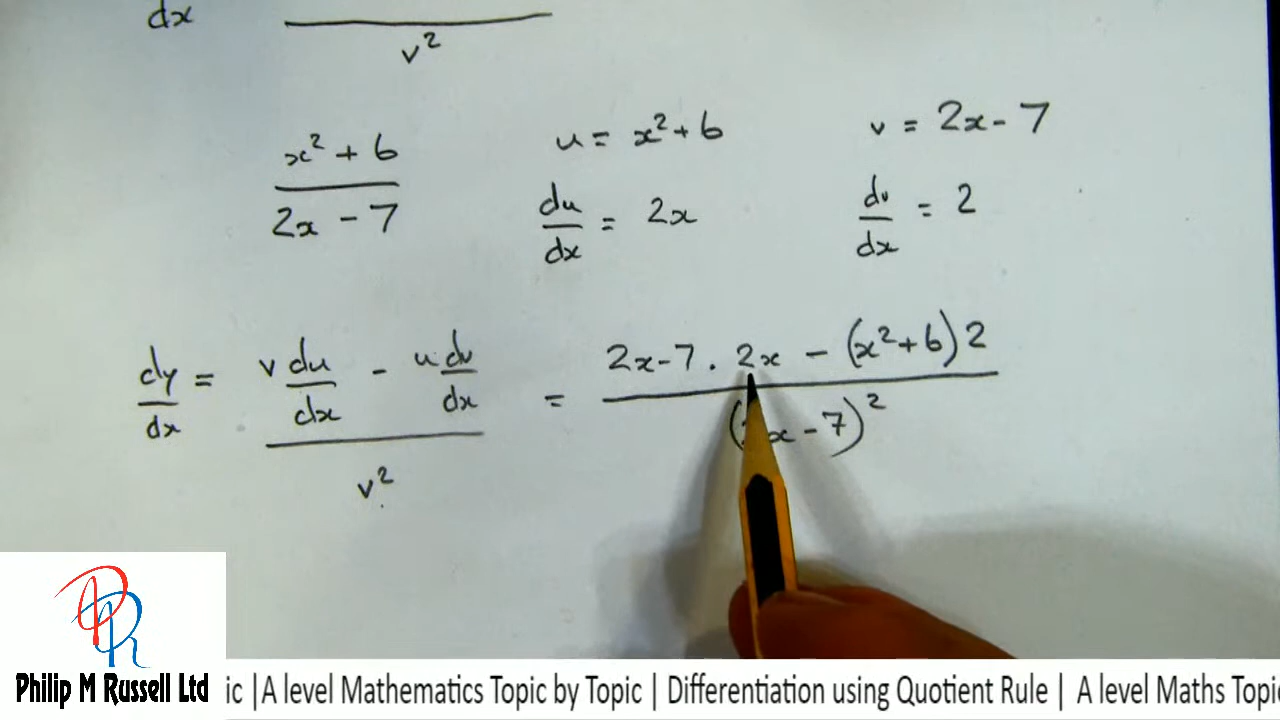 dx
v²
x² + 6
2x - 7
u = x² + 6
du/dx = 2x
v = 2x - 7
dv/dx = 2
dy/dx = v du/dx - u dv/dx = 2x-7 . 2x - (x²+6) 2
v²
(x - 7)²
Philip M Russell Ltd
ic | A level Mathematics Topic by Topic | Differentiation using Quotient Rule | A level Maths Topic